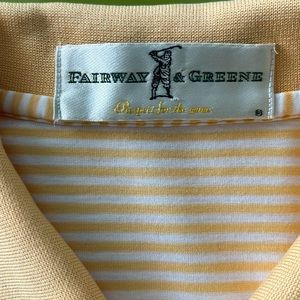 FAIRWAY & GREENE
Respect for the game